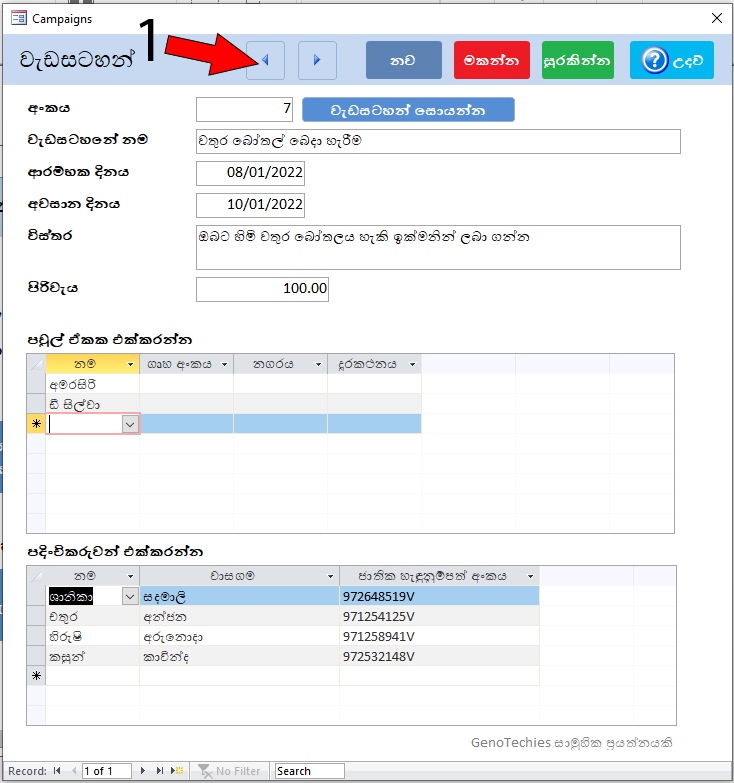 Campaigns
1
වැඩසටහන්
නව
මකන්න
සුරකින්න
? උදව්
අංකය
7
වැඩසටහන් සොයන්න
වැඩසටහනේ නම
වතුර බෝතල් බෙදා හැරීම
ආරම්භක දිනය
08/01/2022
අවසාන දිනය
10/01/2022
විස්තර
ඔබට හිමි වතුර බෝතලය හැකි ඉක්මනින් ලබා ගන්න
පිරිවැය
100.00
පවුල් ඒකක එක්කරන්න
නම ගෘහ අංකය නගරය දුරකථනය
අමරසිරි
ඩි සිල්වා
පදිංචිකරුවන් එක්කරන්න
නම වාසගම ජාතික හැඳුනුම්පත් අංකය
ශානිකා සඳමාලි 972648519V
චතුර අන්ජන 971254125V
හිරුෂි අරුනොදා 971258941V
කසුන් කාවින්ද 972532148V
GenoTechies සාමූහික ප්‍රයත්නයකි
Record: 1 of 1 No Filter Search